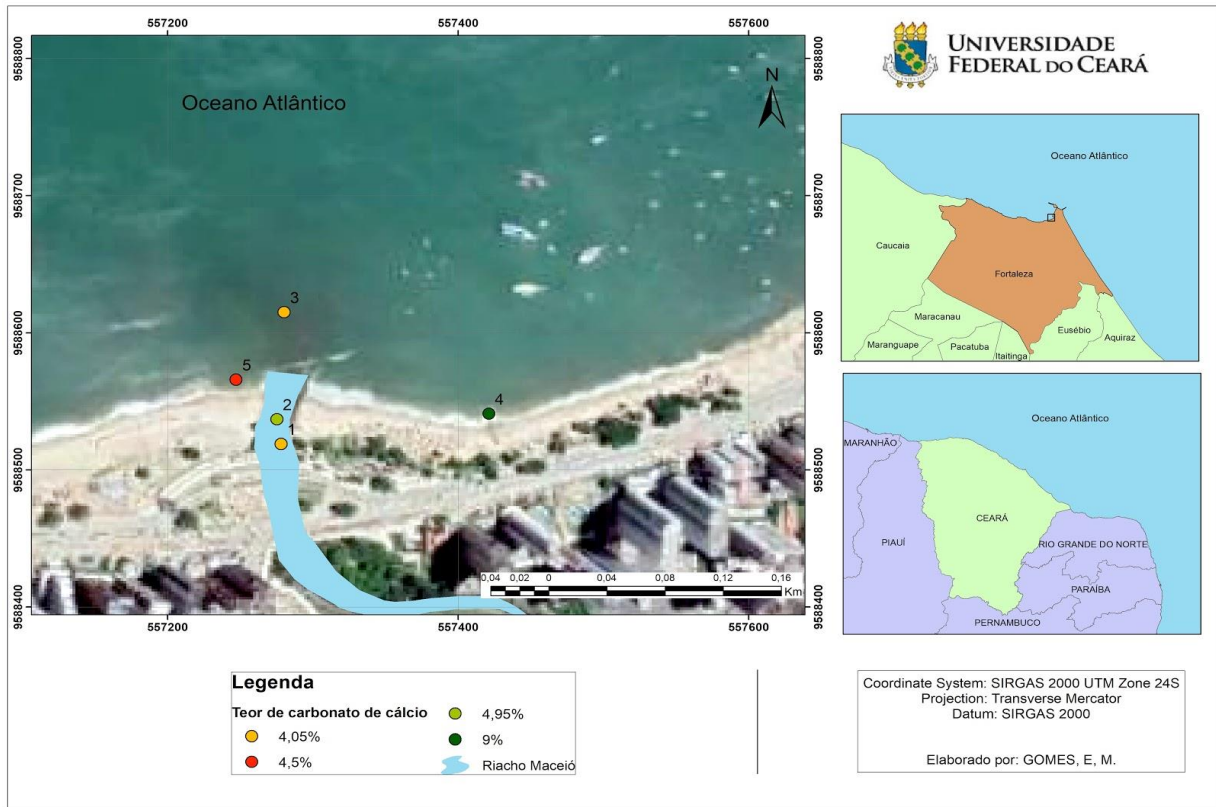 557200
557400
557600
9588800
9588800
Oceano Atlântico
N
9588700
9588700
3
9588600
9588600
5
2
4
1
9588500
9588500
0,04 0,02 0 0,04 0,08 0,12 0,16
Km
9588400
9588400
557200
557400
557600
UNIVERSIDADE
FEDERAL DO CEARÁ
Oceano Atlântico
Caucaia
Fortaleza
Maracanau
Eusébio
Aquiraz
Maranguape
Pacatuba
Itaitinga
Oceano Atlântico
MARANHÃO
CEARÁ
PIAUÍ
RIO GRANDE DO NORTE
PARAÍBA
PERNAMBUCO
Legenda
Teor de carbonato de cálcio
4,05%
4,5%
4,95%
9%
Riacho Maceió
Coordinate System: SIRGAS 2000 UTM Zone 24S
Projection: Transverse Mercator
Datum: SIRGAS 2000
Elaborado por: GOMES, E, M.